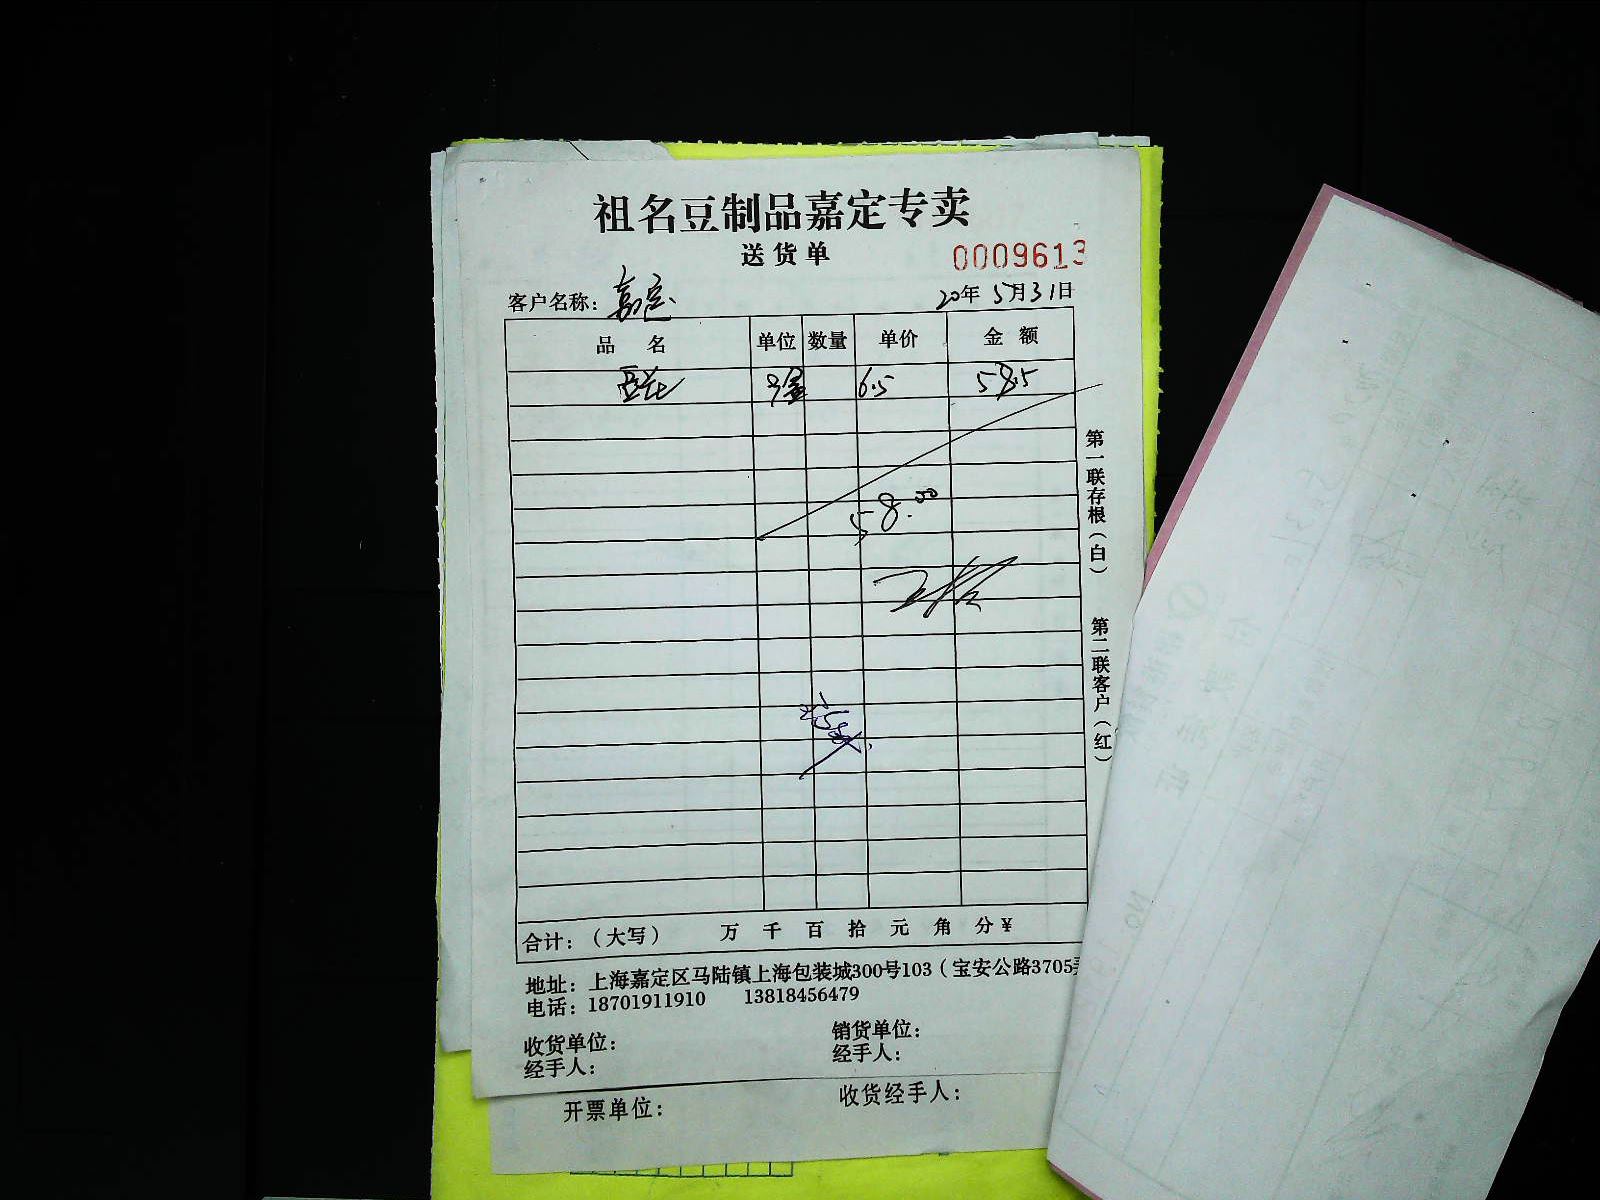 祖名豆制品嘉定专卖
送货单
0009613
客户名称：嘉定
20年5月31日
品 名 单位 数量 单价 金 额
9盒 6.5 58.5
58.00
合计：（大写） 万 千 百 拾 元 角 分¥
第一联存根（白） 第二联客户（红）
地址：上海嘉定区马陆镇上海包装城300号103（宝安公路3705
电话：18701911910 13818456479
收货单位： 销货单位：
经手人： 经手人：
开票单位： 收货经手人：